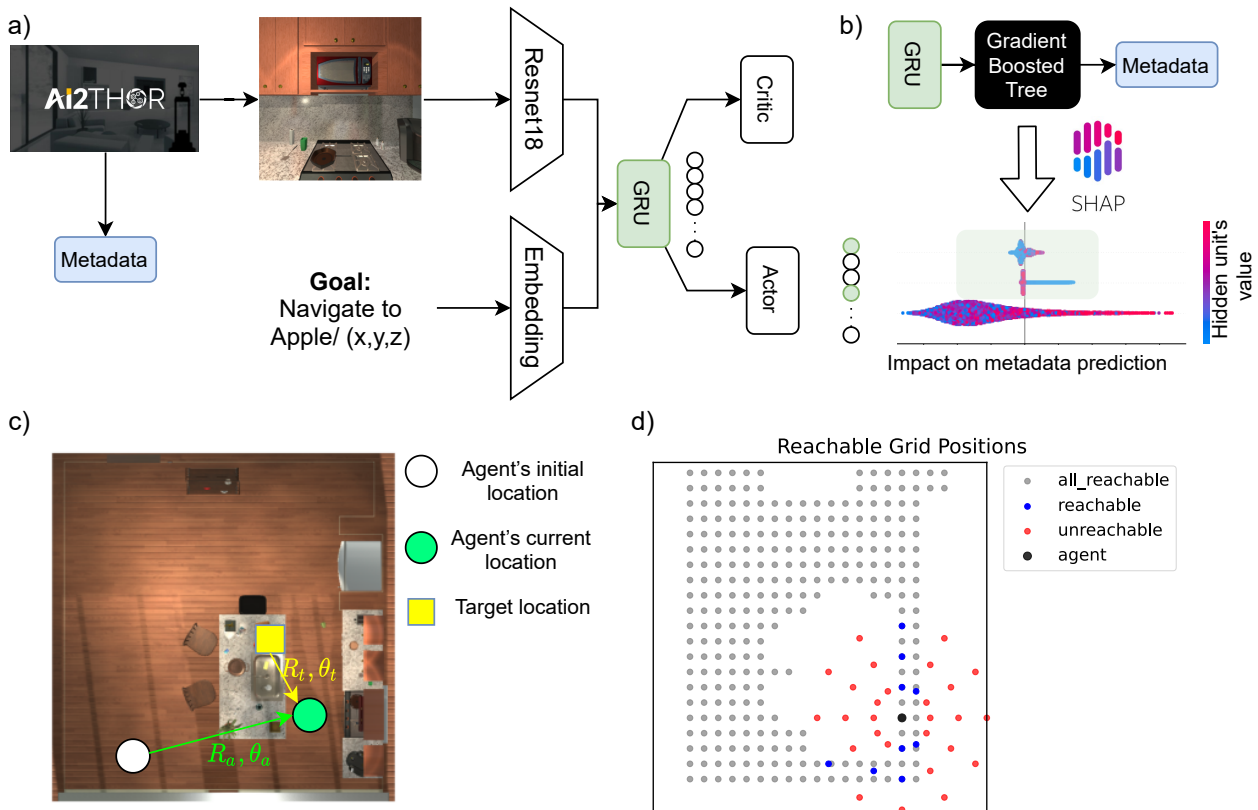 a)
AI2THOR
Metadata
Resnet18
Goal:
Navigate to
Apple/ (x,y,z)
Embedding
GRU
Critic
Actor
b)
GRU
Gradient
Boosted
Tree
Metadata
SHAP
Hidden unit's
value
Impact on metadata prediction
c)
Agent's initial
location
Agent's current
location
Target location
R_t, θ_t
R_a, θ_a
d)
Reachable Grid Positions
all_reachable
reachable
unreachable
agent